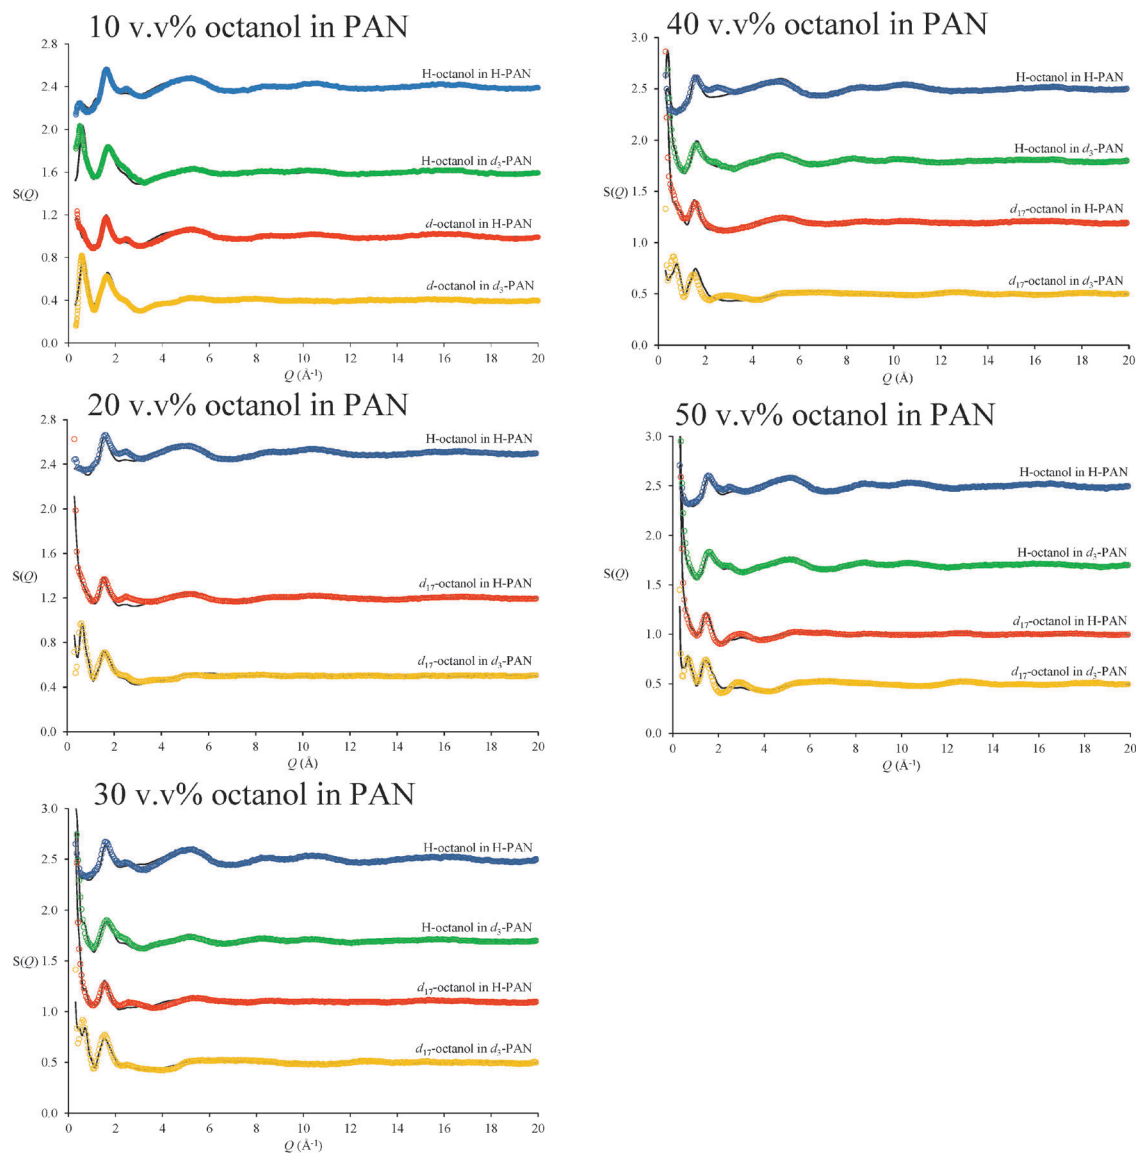 10 v.v% octanol in PAN
2.8
2.4
2.0
1.6
S(Q)
1.2
0.8
0.4
0.0
H-octanol in H-PAN
H-octanol in d3-PAN
d-octanol in H-PAN
d-octanol in d3-PAN
0 2 4 6 8 10 12 14 16 18 20
Q (Å-1)
40 v.v% octanol in PAN
3.0
2.5
2.0
S(Q)
1.5
1.0
0.5
0.0
H-octanol in H-PAN
H-octanol in d3-PAN
d17-octanol in H-PAN
d17-octanol in d3-PAN
0 2 4 6 8 10 12 14 16 18 20
Q (Å)
20 v.v% octanol in PAN
2.8
2.4
2.0
1.6
S(Q)
1.2
0.8
0.4
0.0
H-octanol in H-PAN
d17-octanol in H-PAN
d17-octanol in d3-PAN
0 2 4 6 8 10 12 14 16 18 20
Q (Å)
50 v.v% octanol in PAN
3.0
2.5
2.0
S(Q)
1.5
1.0
0.5
0.0
H-octanol in H-PAN
H-octanol in d3-PAN
d17-octanol in H-PAN
d17-octanol in d3-PAN
0 2 4 6 8 10 12 14 16 18 20
Q (Å-1)
30 v.v% octanol in PAN
3.0
2.5
2.0
S(Q)
1.5
1.0
0.5
0.0
H-octanol in H-PAN
H-octanol in d3-PAN
d17-octanol in H-PAN
d17-octanol in d3-PAN
0 2 4 6 8 10 12 14 16 18 20
Q (Å-1)